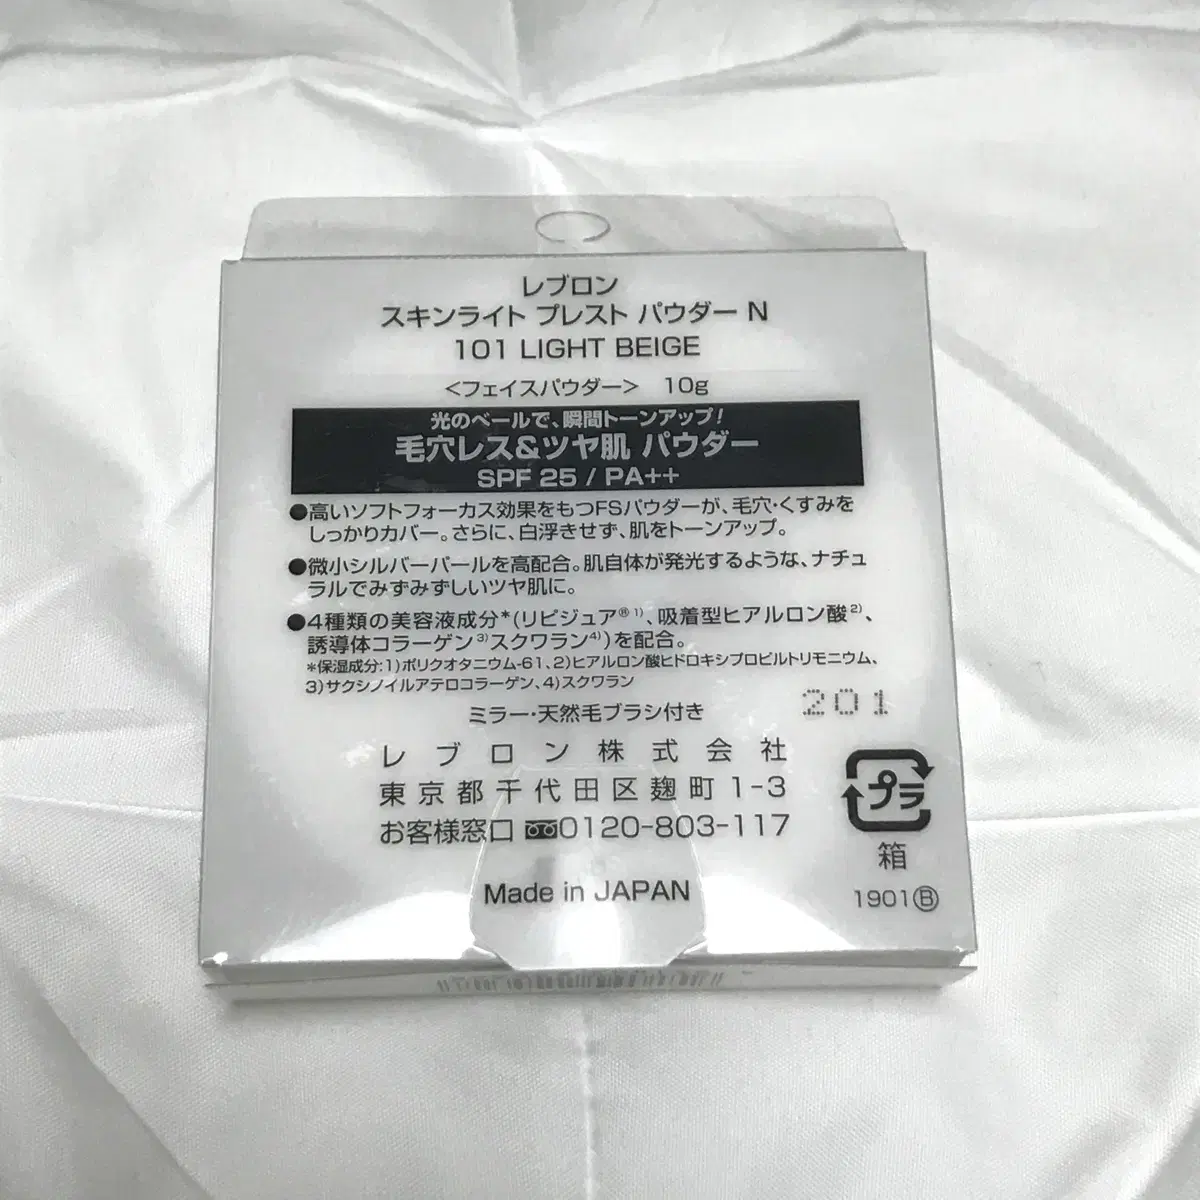 レブロン
スキンライト プレスト パウダー N
101 LIGHT BEIGE
<フェイスパウダー> 10g
光のベールで、瞬間トーンアップ!
毛穴レス&ツヤ肌 パウダー
SPF 25 / PA++
●高いソフトフォーカス効果をもつFSパウダーが、毛穴・くすみを
しっかりカバー。さらに、白浮きせず、肌をトーンアップ。
●微小シルバーパールを高配合。肌自体が発光するような、ナチュ
ラルでみずみずしいツヤ肌に。
●4種類の美容液成分*(リピジュア®1)、吸着型ヒアルロン酸2)、
誘導体コラーゲン3)スクワラン4))を配合。
*保湿成分:1)ポリクオタニウム-61、2)ヒアルロン酸ヒドロキシプロピルトリモニウム、
3)サクシノイルアテロコラーゲン、4)スクワラン
ミラー・天然毛ブラシ付き
201
レブロン株式会社
東京都千代田区麹町1-3
お客様窓口 0120-803-117
プラ
箱
Made in JAPAN
1901Ⓑ